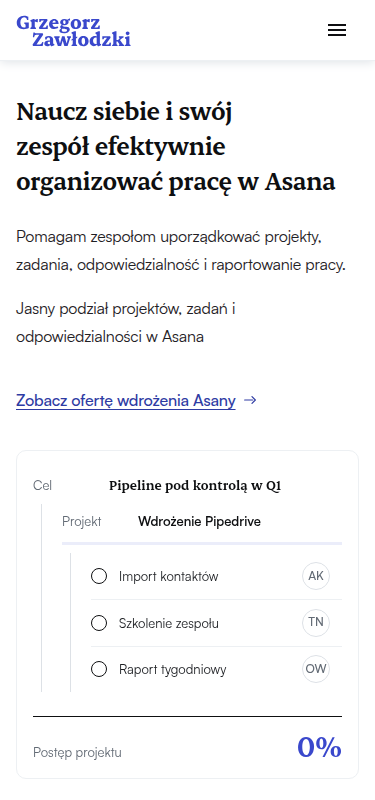 Grzegorz
Zawłodzki
Naucz siebie i swój
zespół efektywnie
organizować pracę w Asana
Pomagam zespołom uporządkować projekty,
zadania, odpowiedzialność i raportowanie pracy.
Jasny podział projektów, zadań i
odpowiedzialności w Asana
Zobacz ofertę wdrożenia Asany →
Cel Pipeline pod kontrolą w Q1
Projekt Wdrożenie Pipedrive
Import kontaktów AK
Szkolenie zespołu TN
Raport tygodniowy OW
Postęp projektu 0%